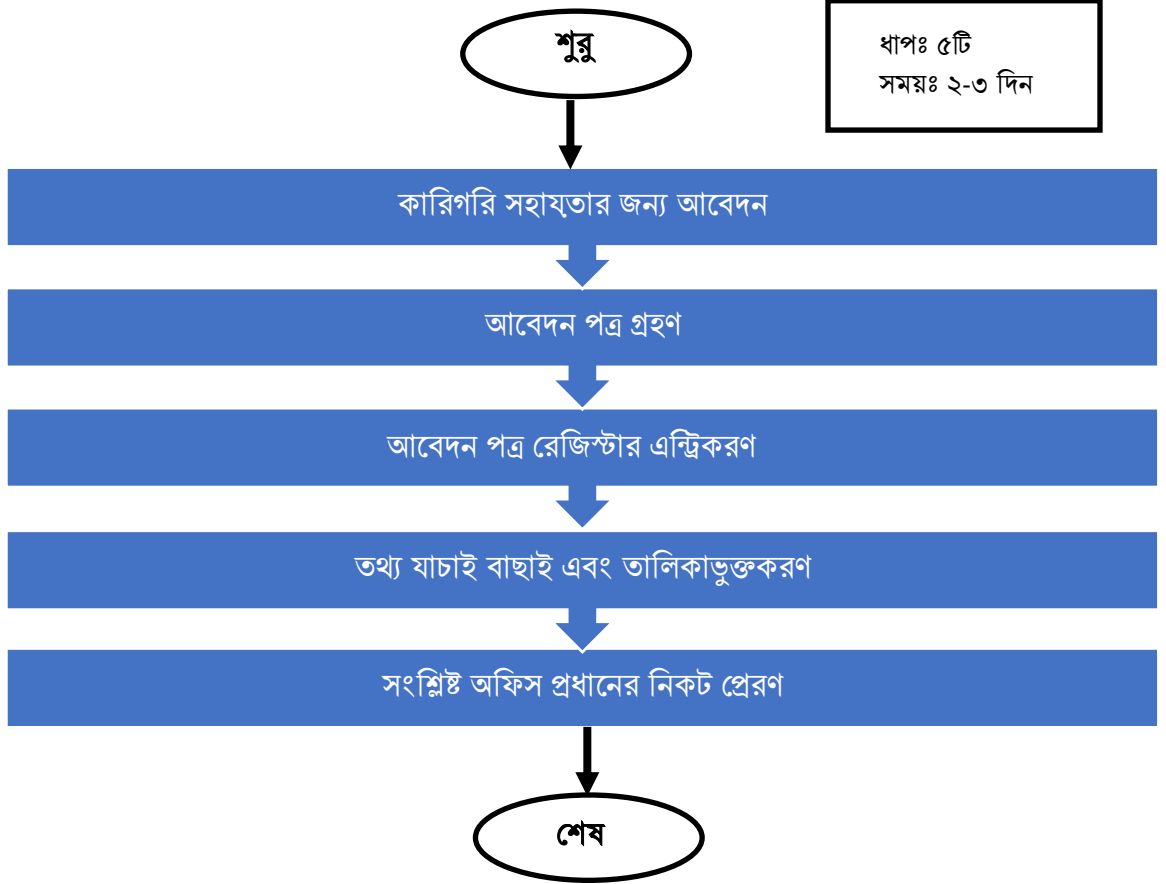 শুরু
ধাপঃ ৫টি
সময়ঃ ২-৩ দিন
কারিগরি সহায়তার জন্য আবেদন
আবেদন পত্র গ্রহণ
আবেদন পত্র রেজিস্টার এন্ট্রিকরণ
তথ্য যাচাই বাছাই এবং তালিকাভুক্তকরণ
সংশ্লিষ্ট অফিস প্রধানের নিকট প্রেরণ
শেষ